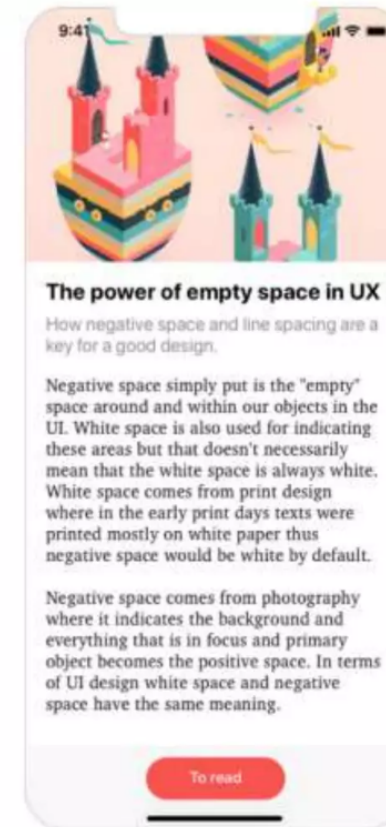 9:41
The power of empty space in UX
How negative space and line spacing are a
key for a good design.
Negative space simply put is the "empty"
space around and within our objects in the
UI. White space is also used for indicating
these areas but that doesn't necessarily
mean that the white space is always white.
White space comes from print design
where in the early print days texts were
printed mostly on white paper thus
negative space would be white by default.
Negative space comes from photography
where it indicates the background and
everything that is in focus and primary
object becomes the positive space. In terms
of UI design white space and negative
space have the same meaning.
To read